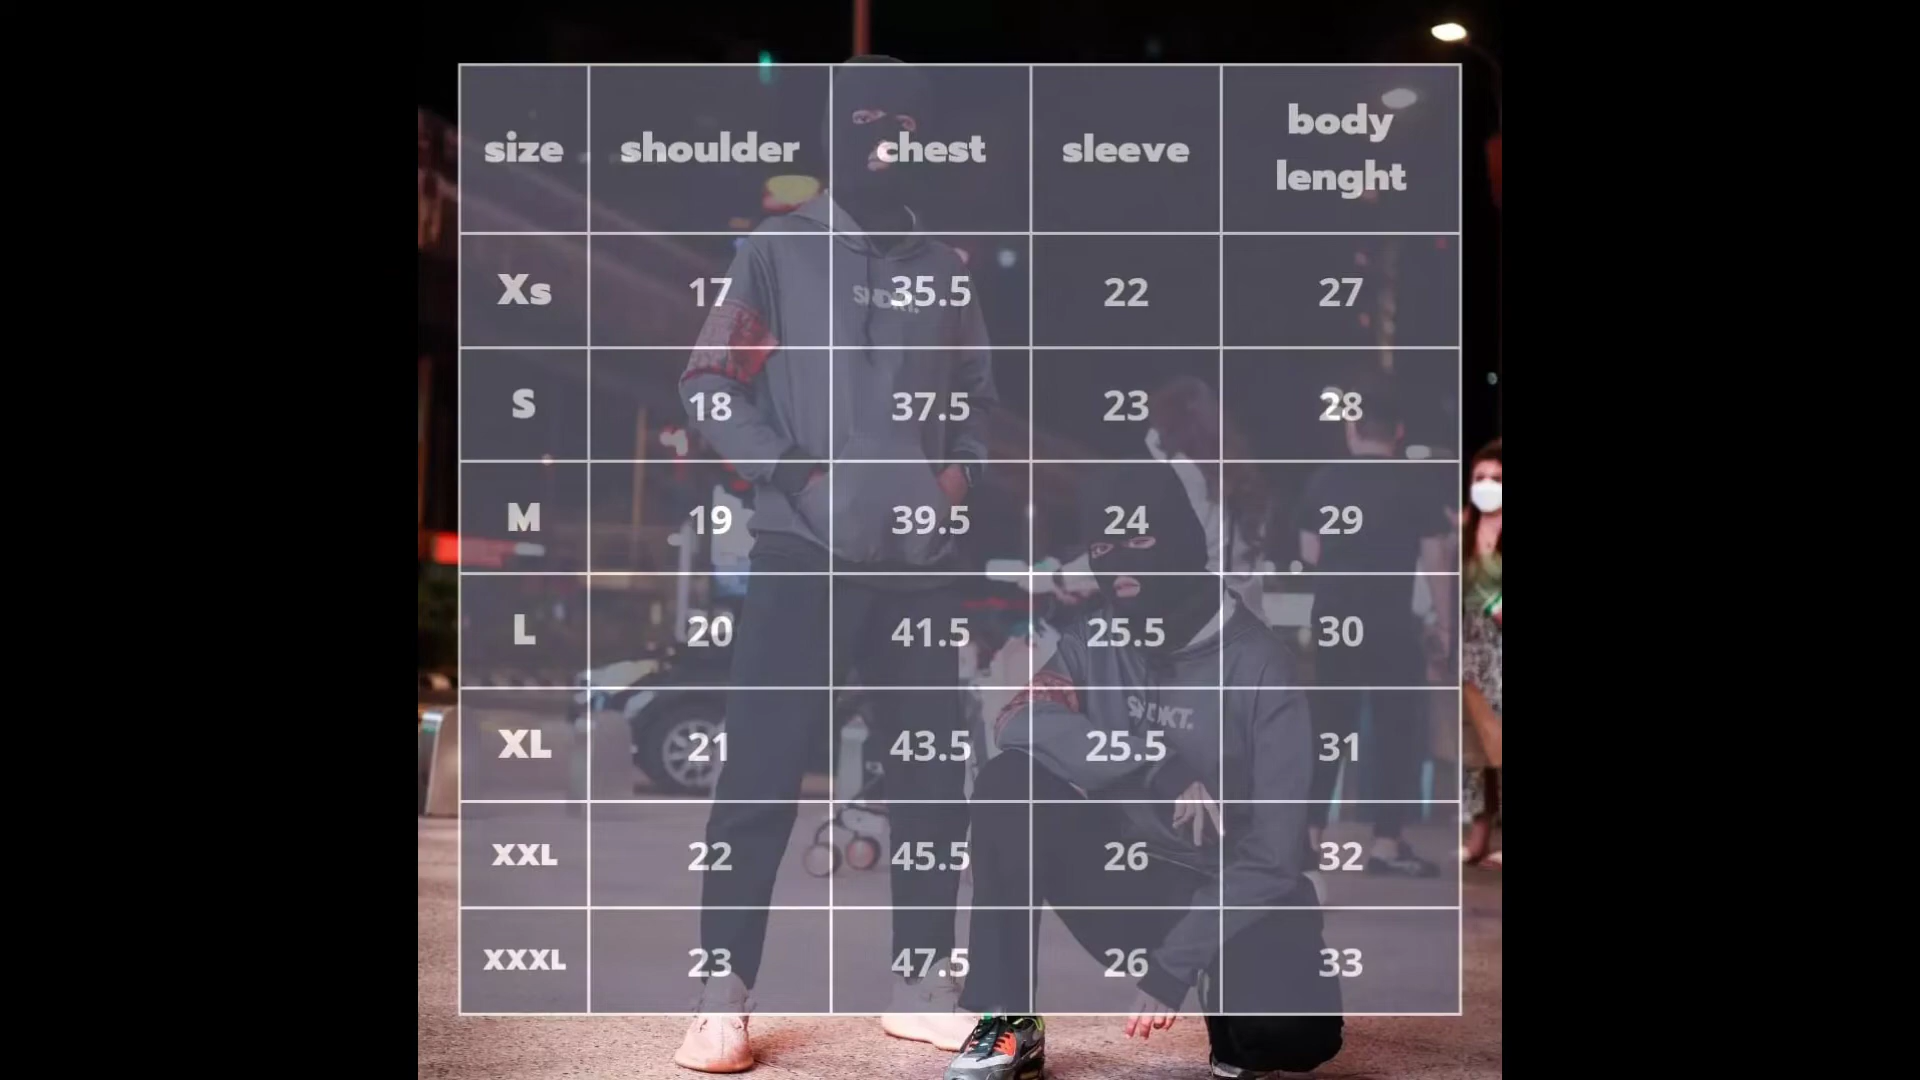 size shoulder chest sleeve body lenght
Xs 17 35.5 22 27
S 18 37.5 23 28
M 19 39.5 24 29
L 20 41.5 25.5 30
XL 21 43.5 25.5 31
XXL 22 45.5 26 32
XXXL 23 47.5 26 33